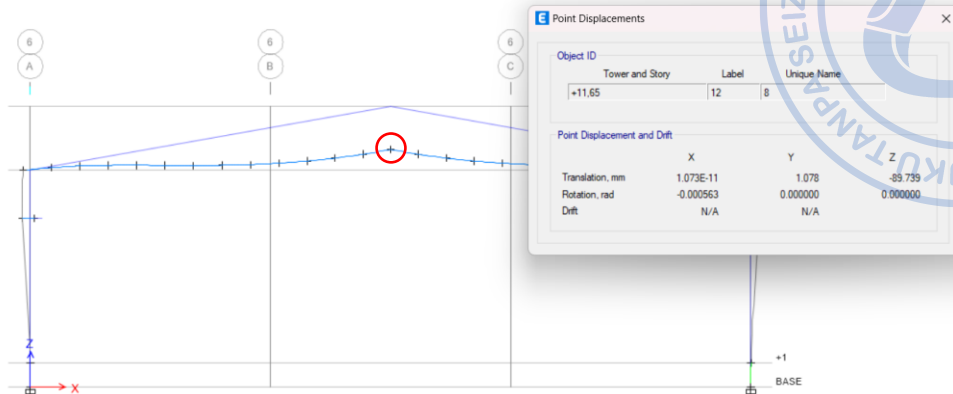 6
A
6
B
6
C
E Point Displacements
Object ID
Tower and Story Label Unique Name
+11,65 12 8
Point Displacement and Drift
X Y Z
Translation, mm 1.073E-11 1.078 -89.739
Rotation, rad -0.000563 0.000000 0.000000
Drift N/A N/A
Z
X
+1
BASE